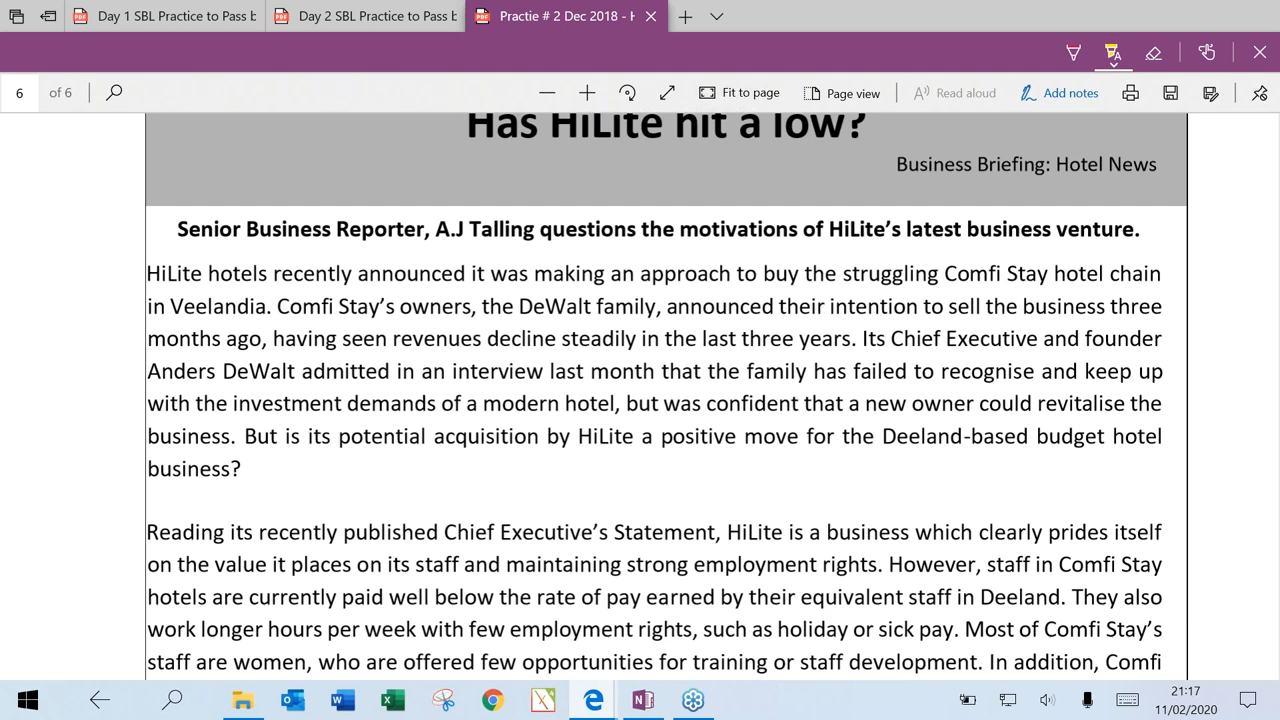 Day 1 SBL Practice to Pass b
Day 2 SBL Practice to Pass b
Practie # 2 Dec 2018 - H
6 of 6
Fit to page
Page view
Read aloud
Add notes
Has HiLite hit a low?
Business Briefing: Hotel News
Senior Business Reporter, A.J Talling questions the motivations of HiLite’s latest business venture.
HiLite hotels recently announced it was making an approach to buy the struggling Comfi Stay hotel chain
in Veelandia. Comfi Stay’s owners, the DeWalt family, announced their intention to sell the business three
months ago, having seen revenues decline steadily in the last three years. Its Chief Executive and founder
Anders DeWalt admitted in an interview last month that the family has failed to recognise and keep up
with the investment demands of a modern hotel, but was confident that a new owner could revitalise the
business. But is its potential acquisition by HiLite a positive move for the Deeland-based budget hotel
business?
Reading its recently published Chief Executive’s Statement, HiLite is a business which clearly prides itself
on the value it places on its staff and maintaining strong employment rights. However, staff in Comfi Stay
hotels are currently paid well below the rate of pay earned by their equivalent staff in Deeland. They also
work longer hours per week with few employment rights, such as holiday or sick pay. Most of Comfi Stay’s
staff are women, who are offered few opportunities for training or staff development. In addition, Comfi
21:17
11/02/2020